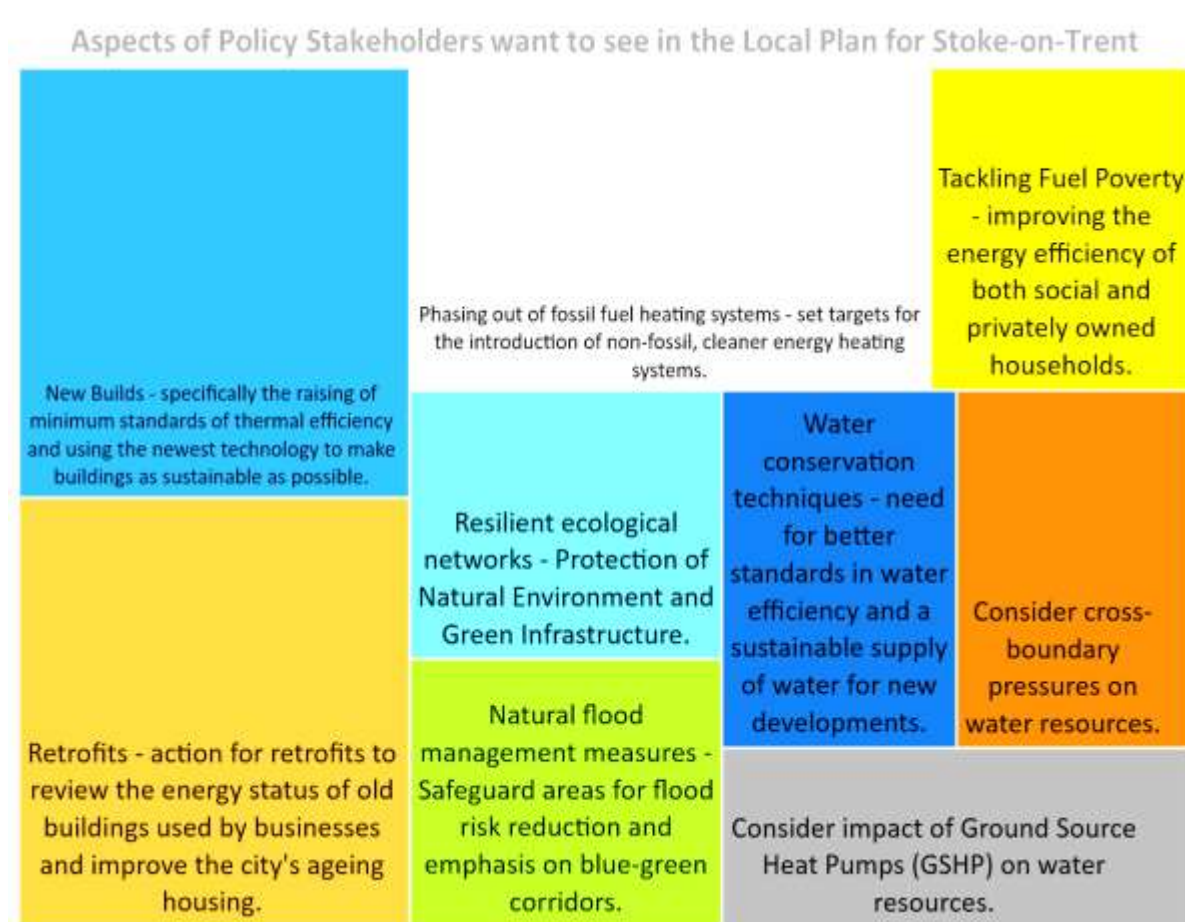 Aspects of Policy Stakeholders want to see in the Local Plan for Stoke-on-Trent
New Builds - specifically the raising of
minimum standards of thermal efficiency
and using the newest technology to make
buildings as sustainable as possible.
Retrofits - action for retrofits to
review the energy status of old
buildings used by businesses
and improve the city's ageing
housing.
Phasing out of fossil fuel heating systems - set targets for
the introduction of non-fossil, cleaner energy heating
systems.
Tackling Fuel Poverty
- improving the
energy efficiency of
both social and
privately owned
households.
Resilient ecological
networks - Protection of
Natural Environment and
Green Infrastructure.
Natural flood
management measures -
Safeguard areas for flood
risk reduction and
emphasis on blue-green
corridors.
Water
conservation
techniques - need
for better
standards in water
efficiency and a
sustainable supply
of water for new
developments.
Consider cross-
boundary
pressures on
water resources.
Consider impact of Ground Source
Heat Pumps (GSHP) on water
resources.